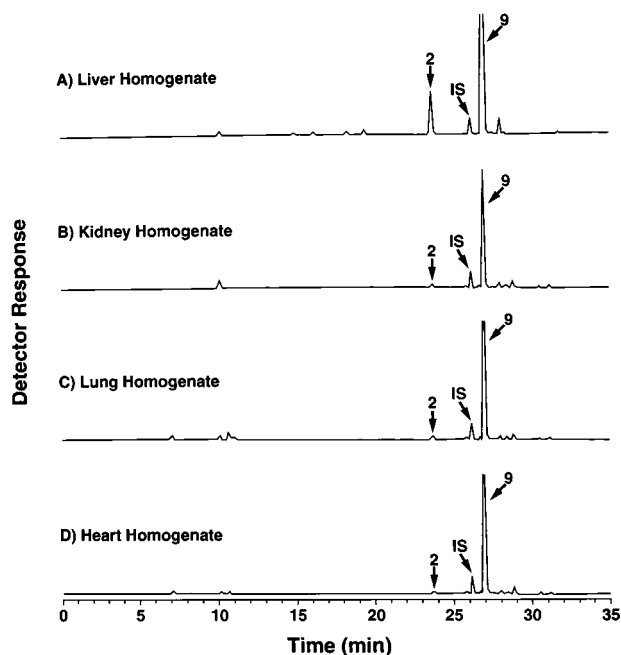 9
2
IS
A) Liver Homogenate
9
B) Kidney Homogenate
2
IS
9
C) Lung Homogenate
2
IS
9
D) Heart Homogenate
2
IS
Detector Response
0 5 10 15 20 25 30 35
Time (min)